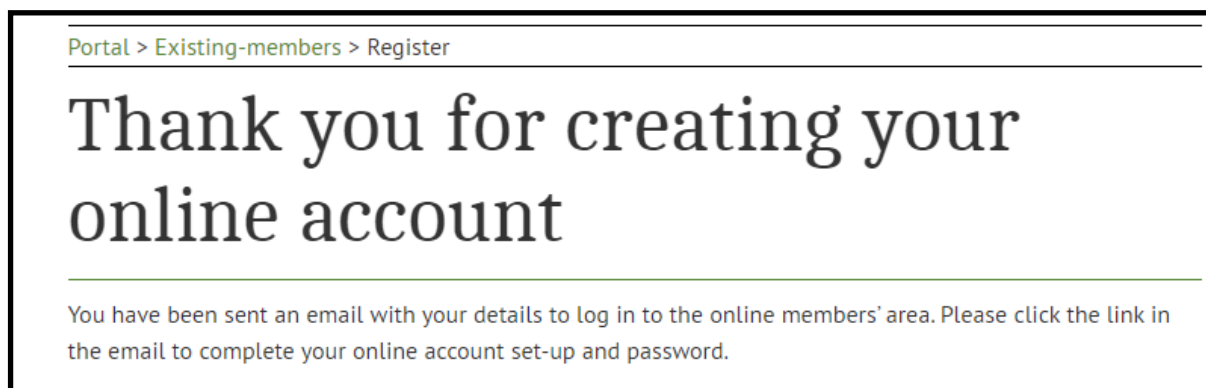 Portal > Existing-members > Register
Thank you for creating your
online account
You have been sent an email with your details to log in to the online members’ area. Please click the link in
the email to complete your online account set-up and password.